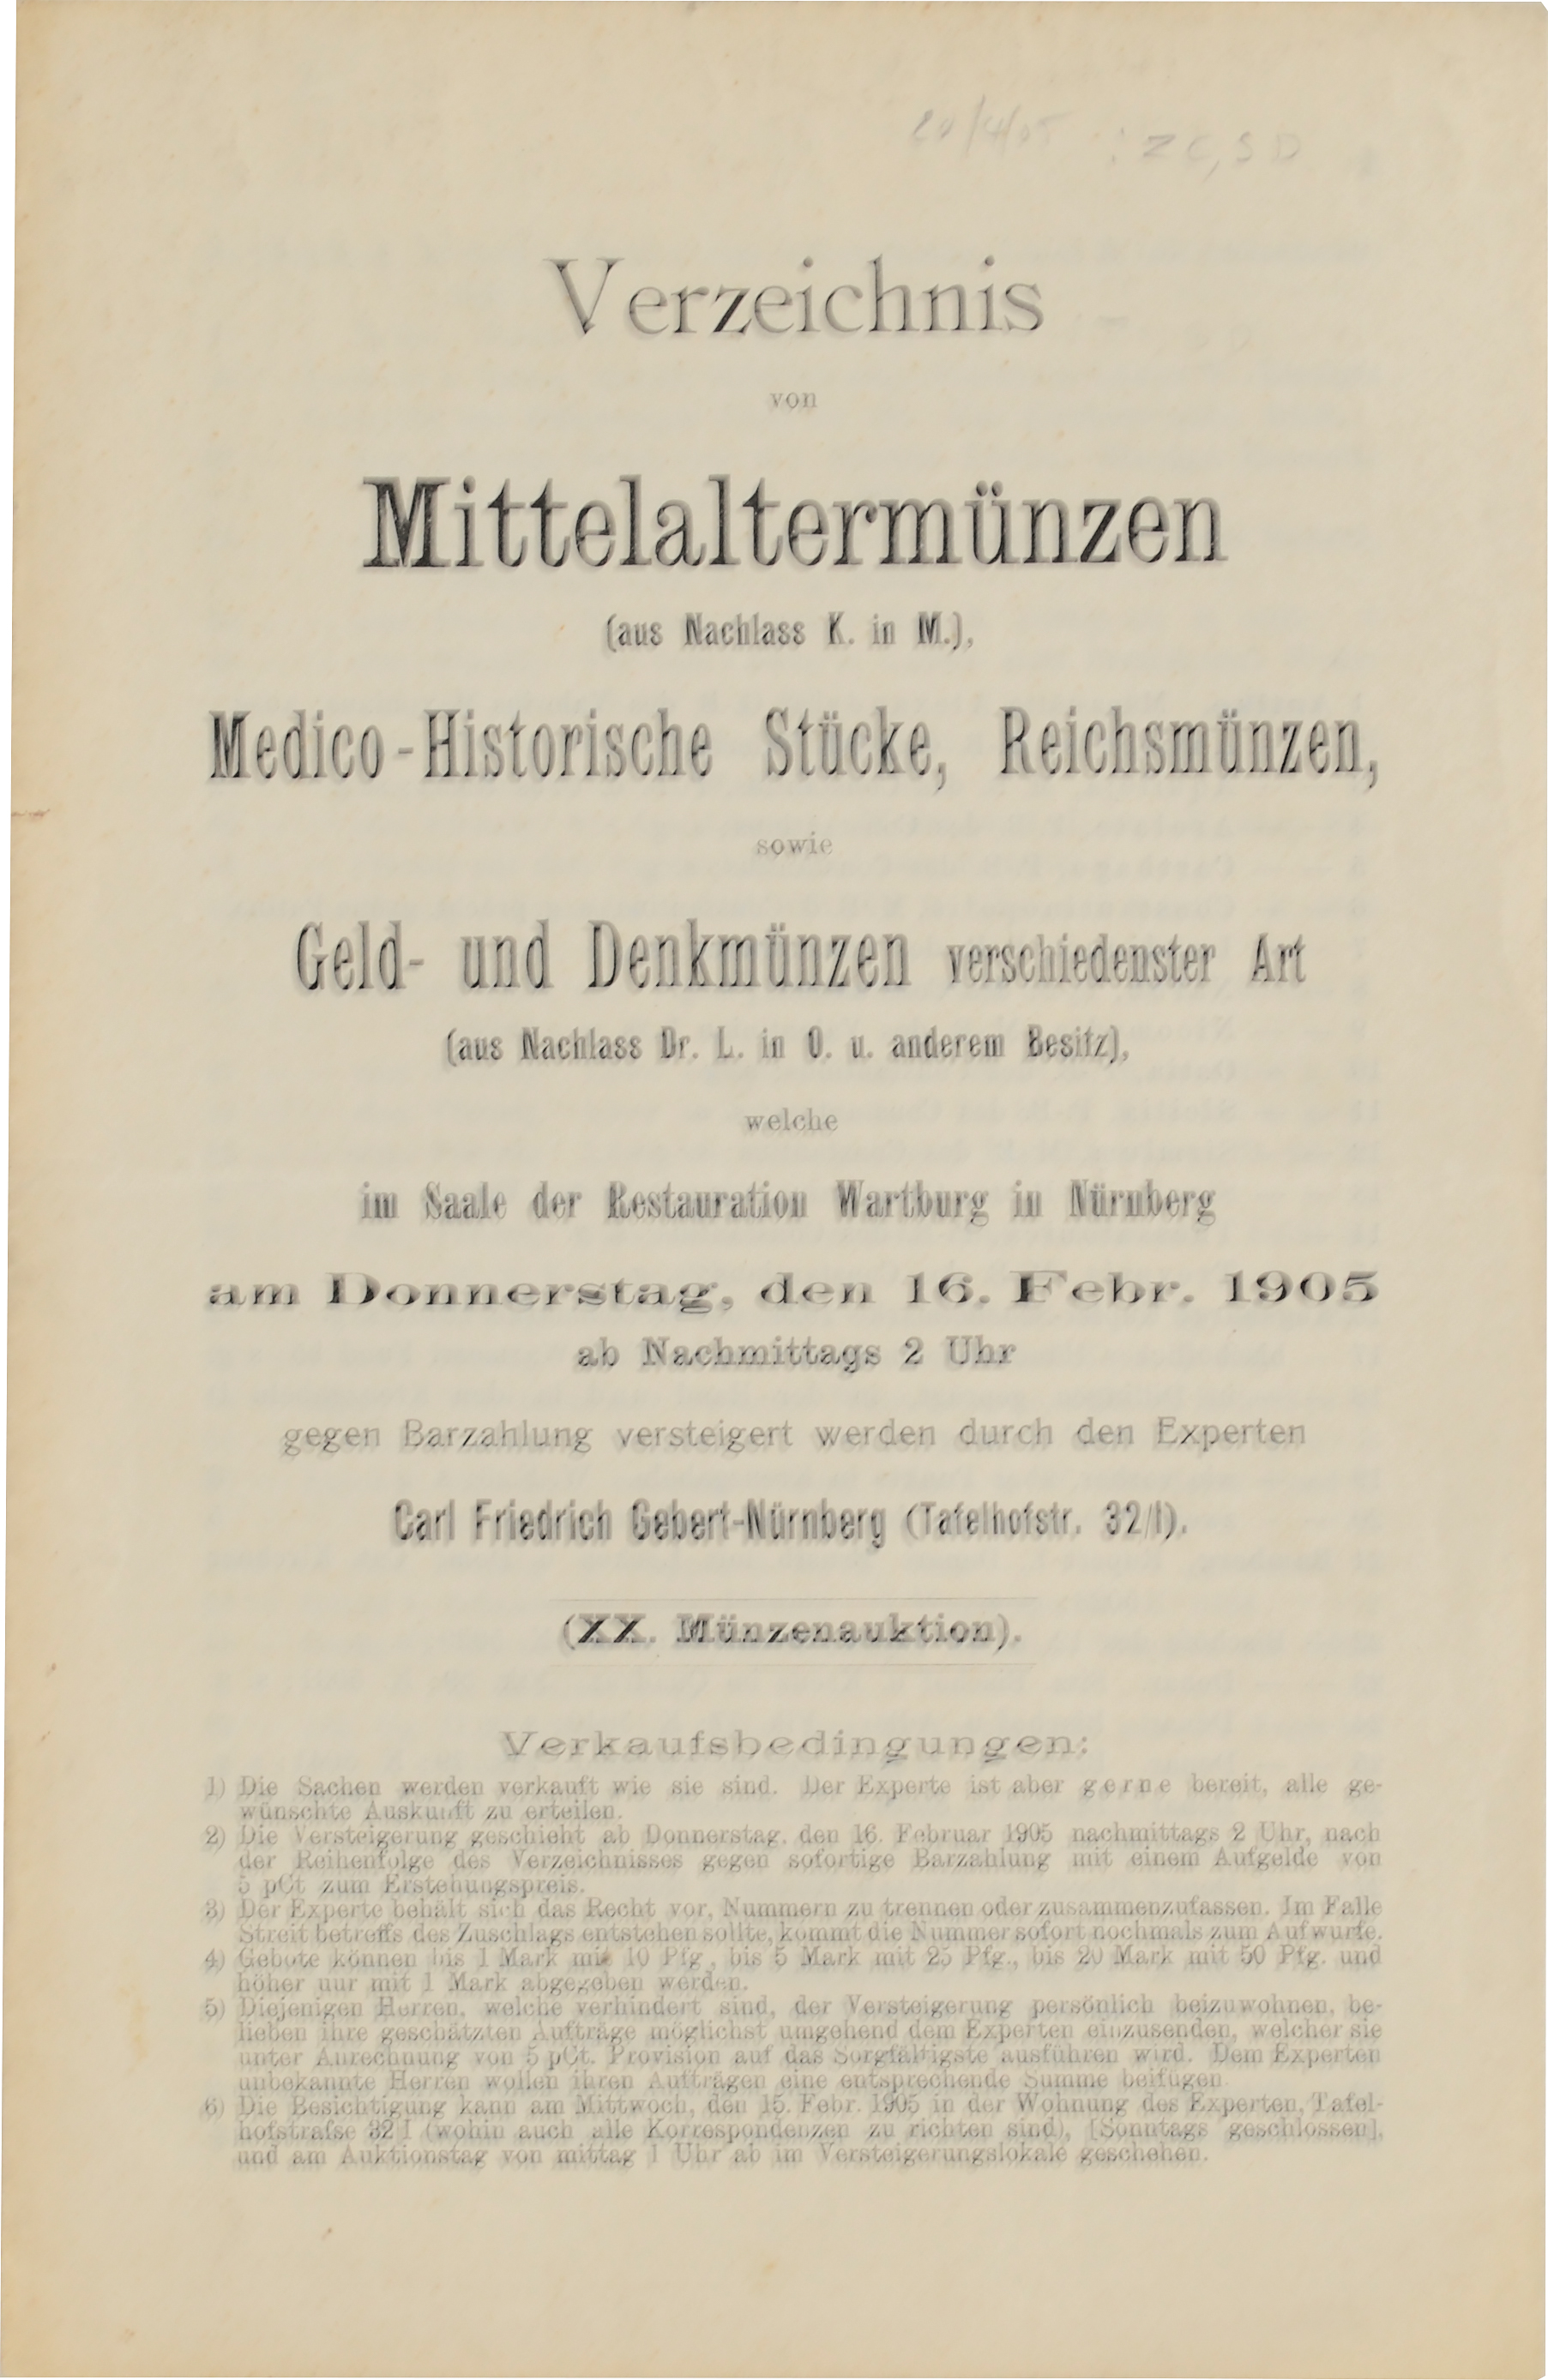 20/4/05
Verzeichnis
von
Mittelaltermünzen
(aus Nachlass K. in M.),
Medico-Historische Stücke, Reichsmünzen,
sowie
Geld- und Denkmünzen verschiedenster Art
(aus Nachlass Dr. L. in O. u. anderem Besitz),
welche
im Saale der Restauration Wartburg in Nürnberg
am Donnerstag, den 16. Febr. 1905
ab Nachmittags 2 Uhr
gegen Barzahlung versteigert werden durch den Experten
Carl Friedrich Gebert-Nürnberg (Tafelhofstr. 32/I).
(XX. Münzenauktion).
Verkaufsbedingungen:
1) Die Sachen werden verkauft wie sie sind. Der Experte ist aber gerne bereit, alle ge-
wünschte Auskunft zu erteilen.
2) Die Versteigerung geschieht ab Donnerstag, den 16. Februar 1905 nachmittags 2 Uhr, nach
der Reihenfolge des Verzeichnisses gegen sofortige Barzahlung mit einem Aufgelde von
5 pCt zum Erstehungspreis.
3) Der Experte behält sich das Recht vor, Nummern zu trennen oder zusammenzufassen. Im Falle
Streit betreffs des Zuschlags entstehen sollte, kommt die Nummer sofort nochmals zum Aufwurfe.
4) Gebote können bis 1 Mark mit 10 Pfg., bis 5 Mark mit 25 Pfg., bis 20 Mark mit 50 Pfg. und
höher nur mit 1 Mark abgegeben werden.
5) Diejenigen Herren, welche verhindert sind, der Versteigerung persönlich beizuwohnen, be-
lieben ihre geschätzten Aufträge möglichst umgehend dem Experten einzusenden, welcher sie
unter Anrechnung von 5 pCt. Provision auf das Sorgfältigste ausführen wird. Dem Experten
unbekannte Herren wollen ihren Aufträgen eine entsprechende Summe beifügen
6) Die Besichtigung kann am Mittwoch, den 15. Febr. 1905 in der Wohnung des Experten, Tafel-
hofstrafse 32 I (wohin auch alle Korrespondenzen zu richten sind), [Sonntags geschlossen],
und am Auktionstag von mittag 1 Uhr ab im Versteigerungslokale geschehen.